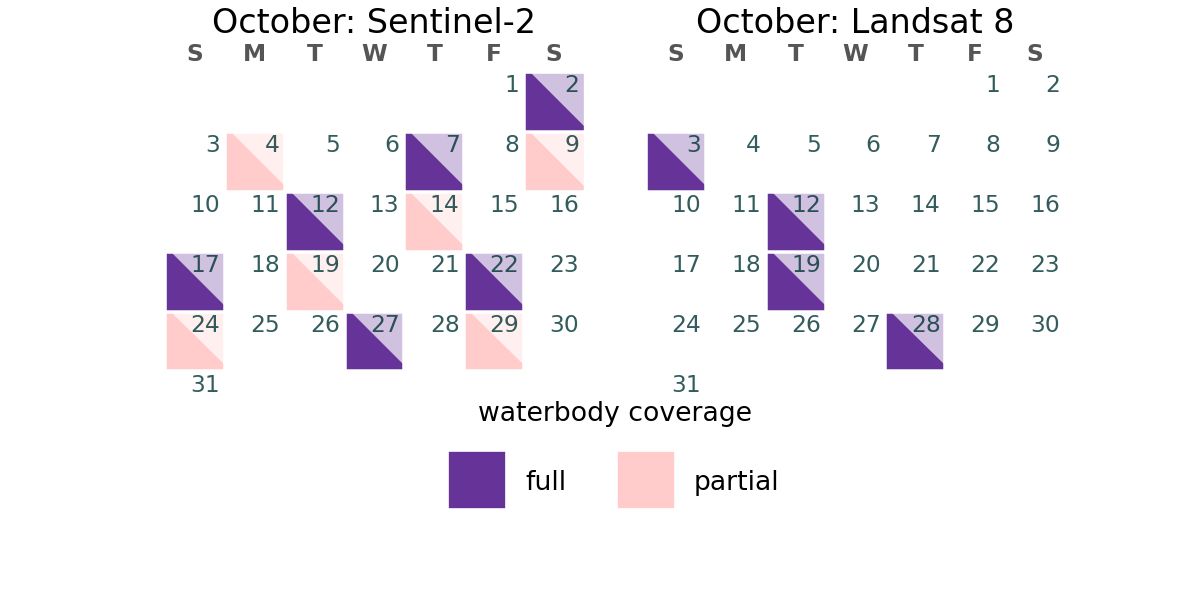 October: Sentinel-2
S M T W T F S
1 2
3 4 5 6 7 8 9
10 11 12 13 14 15 16
17 18 19 20 21 22 23
24 25 26 27 28 29 30
31
October: Landsat 8
S M T W T F S
1 2
3 4 5 6 7 8 9
10 11 12 13 14 15 16
17 18 19 20 21 22 23
24 25 26 27 28 29 30
31
waterbody coverage
full partial